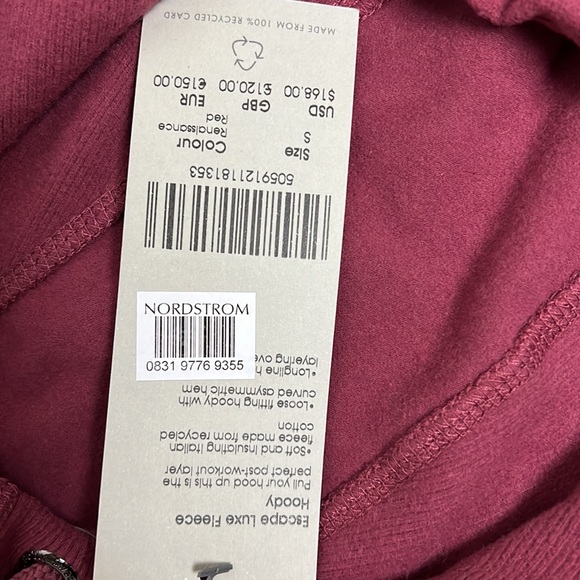 Escape Luxe Fleece
Hoody
Pull your hood up this is the
perfect post-workout layer
•Soft and insulating Italian
fleece made from recycled
cotton
•Loose fitting hoody with
curved asymmetric hem
•Longline h
layering ove
NORDSTROM
0831 9776 9355
5059121181353
Size Colour
S Renaissance
Red
USD GBP EUR
$168.00 £120.00 €150.00
MADE FROM 100% RECYCLED CARD